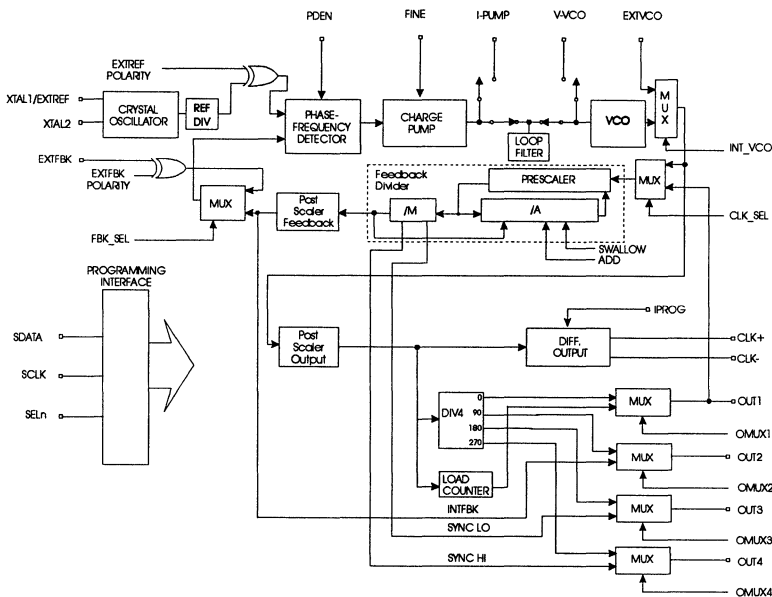 PDEN
FINE
I-PUMP
V-VCO
EXTVCO
EXTREF
POLARITY
XTAL1/EXTREF
XTAL2
CRYSTAL
OSCILLATOR
REF
DIV
PHASE-
FREQUENCY
DETECTOR
CHARGE
PUMP
LOOP
FILTER
VCO
MUX
INT_VCO
EXTFBK
EXTFBK
POLARITY
MUX
FBK_SEL
Post
Scaler
Feedback
Feedback
Divider
PRESCALER
/M
/A
MUX
CLK_SEL
SWALLOW
ADD
PROGRAMMING
INTERFACE
SDATA
SCLK
SELn
Post
Scaler
Output
IPROG
DIFF.
OUTPUT
CLK+
CLK-
DIV4
0
90
180
270
LOAD
COUNTER
INTFBK
SYNC LO
SYNC HI
MUX
OUT1
OMUX1
MUX
OUT2
OMUX2
MUX
OUT3
OMUX3
MUX
OUT4
OMUX4